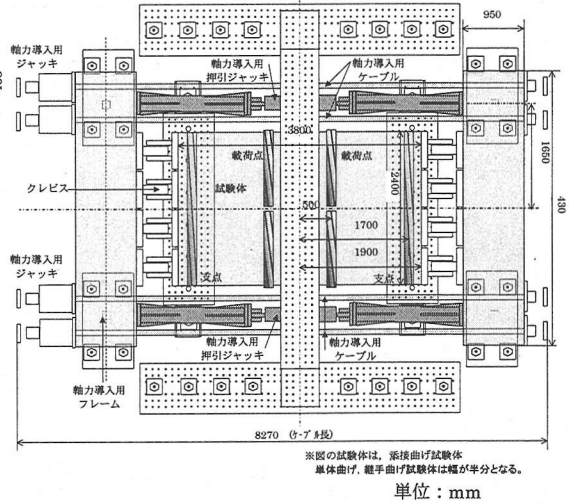 950
軸力導入用
ジャッキ
軸力導入用
押引ジャッキ
軸力導入用
ケーブル
3800
載荷点
載荷点
クレビス
試験体
2400
1650
430
500
1700
1900
軸力導入用
ジャッキ
支点
支点
軸力導入用
押引ジャッキ
軸力導入用
ケーブル
軸力導入用
フレーム
8270 (ケーブル長)
※図の試験体は，添接曲げ試験体
単体曲げ，継手曲げ試験体は幅が半分となる。
単位：mm